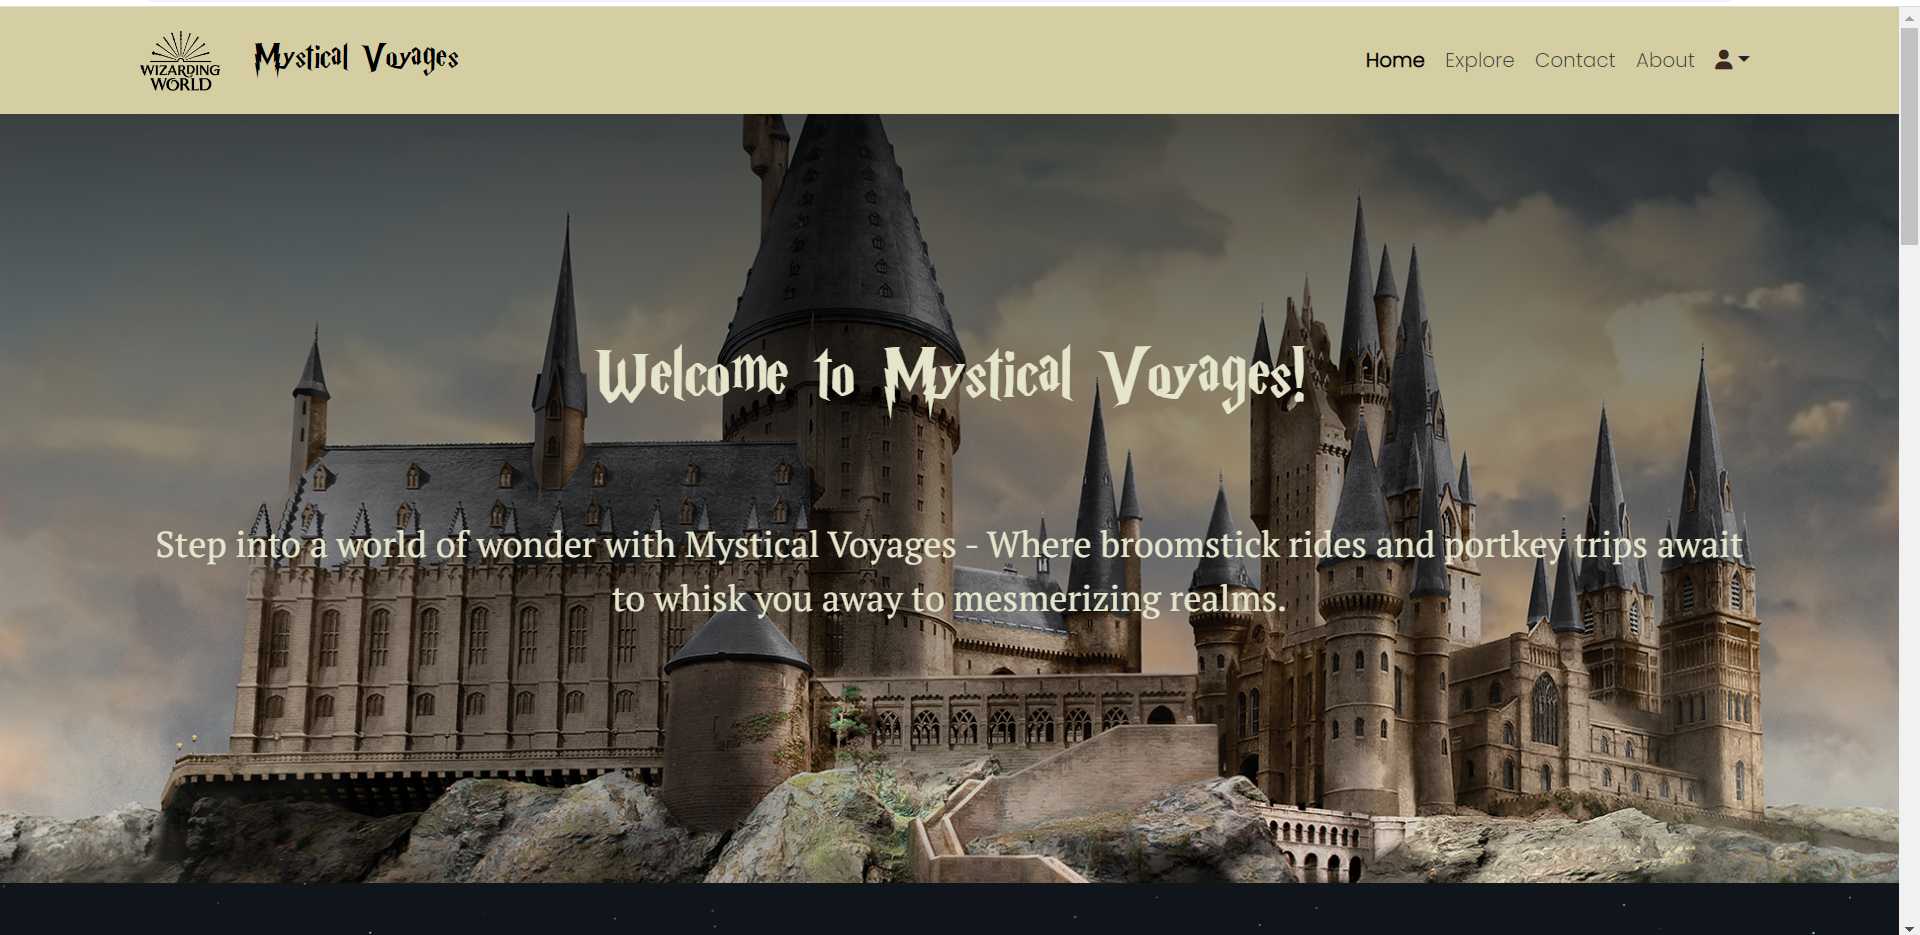 WIZARDING
WORLD
Mystical Voyages
Home Explore Contact About
Welcome to Mystical Voyages!
Step into a world of wonder with Mystical Voyages - Where broomstick rides and portkey trips await
to whisk you away to mesmerizing realms.